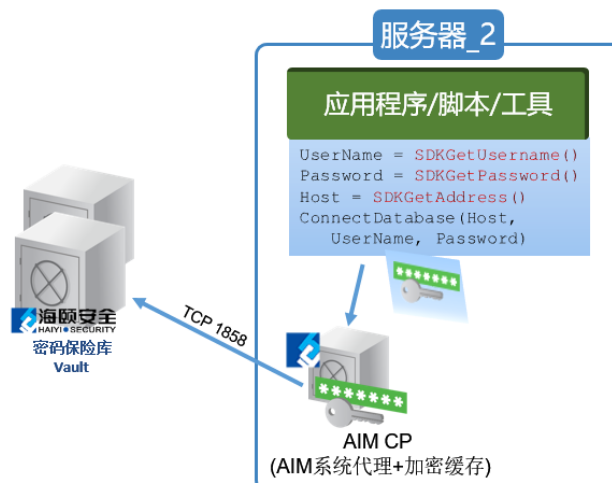 服务器_2
应用程序/脚本/工具
UserName = SDKGetUsername()
Password = SDKGetPassword()
Host = SDKGetAddress()
ConnectDatabase(Host,
UserName, Password)
*******
海颐安全
HAIYI●SECURITY
密码保险库
Vault
TCP 1858
*******
AIM CP
(AIM系统代理+加密缓存)